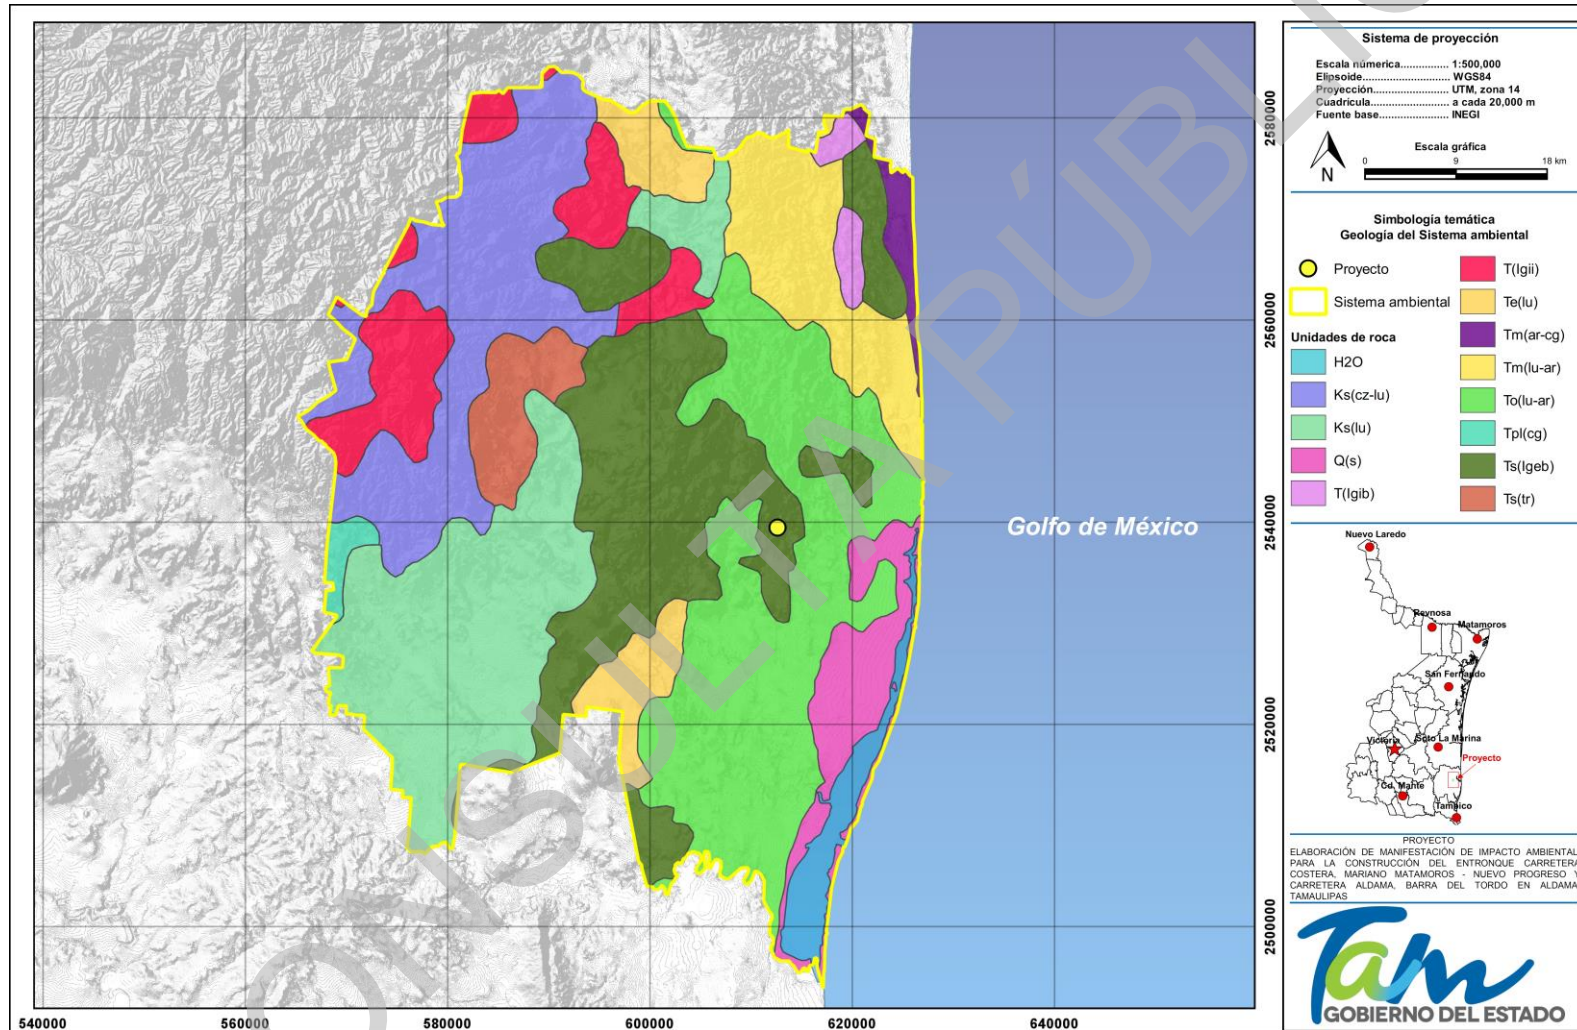 Sistema de proyección
Escala númerica................ 1:500,000
Elipsoide.......................... WGS84
Proyección....................... UTM, zona 14
Cuadrícula....................... a cada 20,000 m
Fuente base..................... INEGI
Escala gráfica
0 9 18 km
N
Simbología temática
Geología del Sistema ambiental
Proyecto
Sistema ambiental
Unidades de roca
H2O
Ks(cz-lu)
Ks(lu)
Q(s)
T(Igib)
T(Igii)
Te(lu)
Tm(ar-cg)
Tm(lu-ar)
To(lu-ar)
Tpl(cg)
Ts(Igeb)
Ts(tr)
Golfo de México
2580000
2560000
2540000
2520000
2500000
540000 560000 580000 600000 620000 640000
Nuevo Laredo
Reynosa
Matamoros
San Fernando
Victoria
Soto La Marina
Proyecto
Cd. Mante
Tampico
PROYECTO
ELABORACIÓN DE MANIFESTACIÓN DE IMPACTO AMBIENTAL
PARA LA CONSTRUCCIÓN DEL ENTRONQUE CARRETERA
COSTERA, MARIANO MATAMOROS - NUEVO PROGRESO Y
CARRETERA ALDAMA, BARRA DEL TORDO EN ALDAMA
TAMAULIPAS
Tam
GOBIERNO DEL ESTADO
ONSULTA PÚBLIC